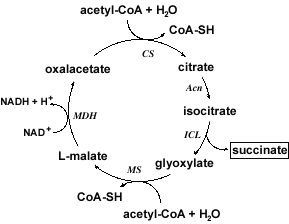 acetyl-CoA + H2O
CoA-SH
CS
oxalacetate
citrate
Acn
NADH + H+
isocitrate
MDH
ICL
NAD+
succinate
L-malate
glyoxylate
MS
CoA-SH
acetyl-CoA + H2O